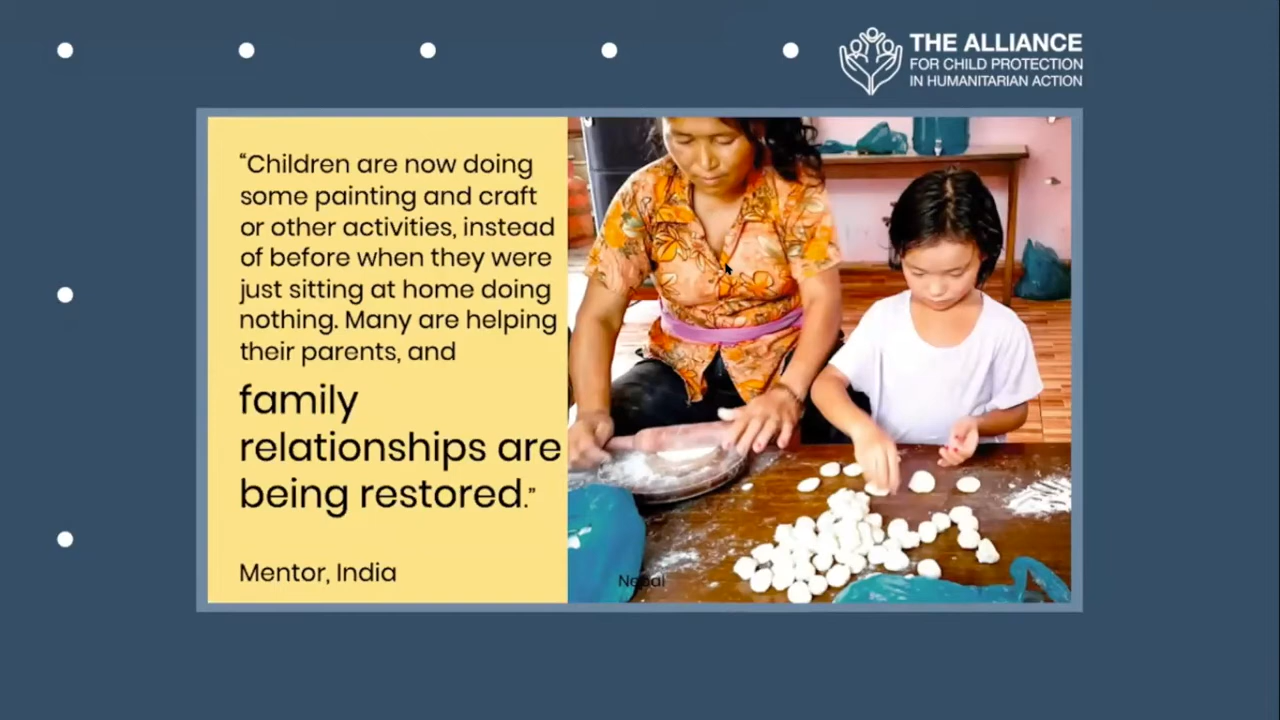 THE ALLIANCE
FOR CHILD PROTECTION
IN HUMANITARIAN ACTION
“Children are now doing
some painting and craft
or other activities, instead
of before when they were
just sitting at home doing
nothing. Many are helping
their parents, and
family
relationships are
being restored.”
Mentor, India
Nepal